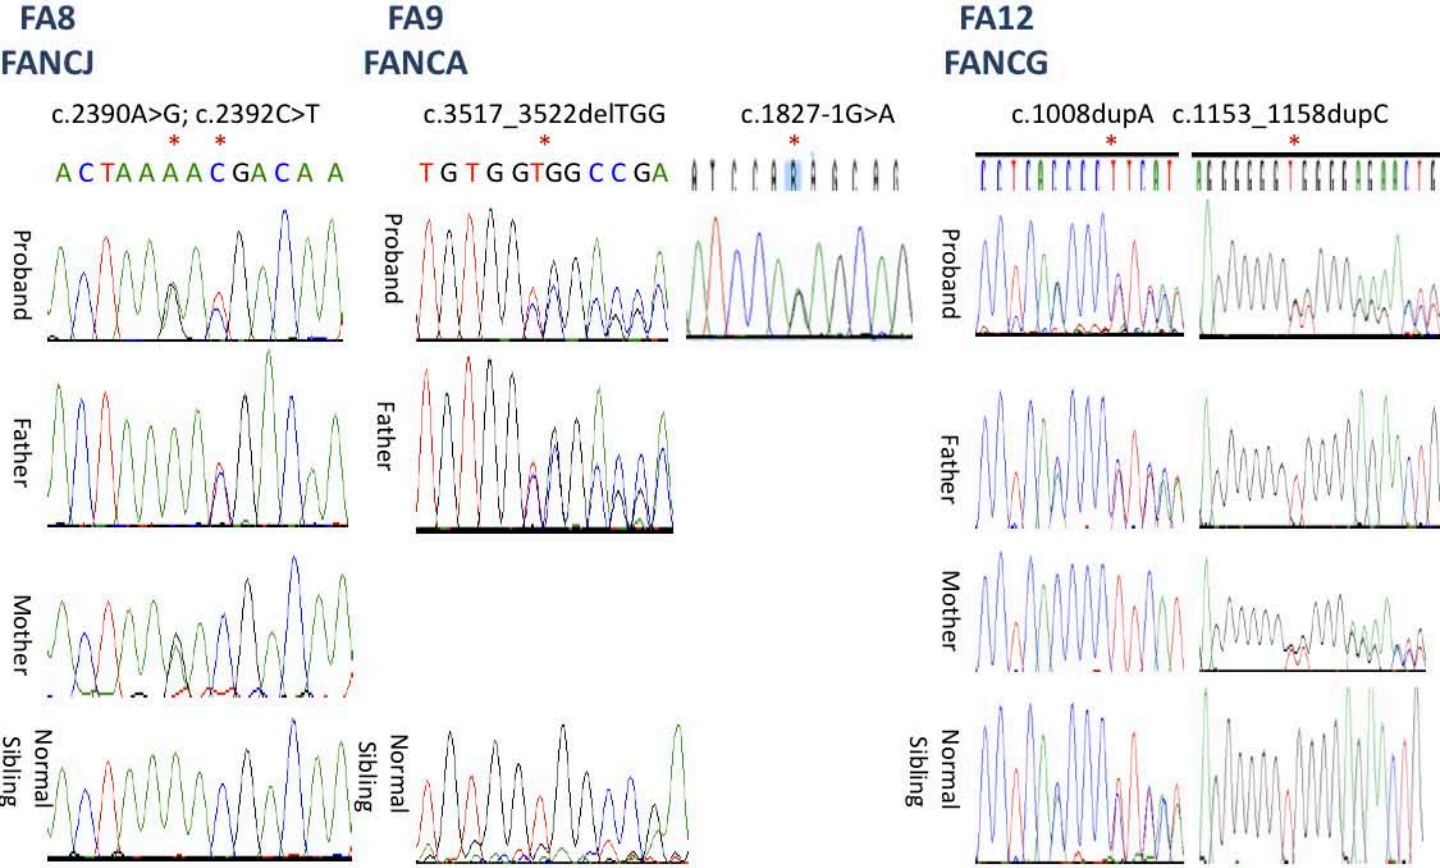 FA8
FANCJ
c.2390A>G; c.2392C>T
* *
A C T A A A A C G A C A A
Proband
Father
Mother
Normal
Sibling
FA9
FANCA
c.3517_3522delTGG
*
T G T G G T G G C C G A
c.1827-1G>A
*
A T C C A R A G C A G
Proband
Father
Normal
Sibling
FA12
FANCG
c.1008dupA
*
C C T C A C C C C T T C A T
c.1153_1158dupC
*
A G G G G G T G G G G A G A A C T G
Proband
Father
Mother
Normal
Sibling